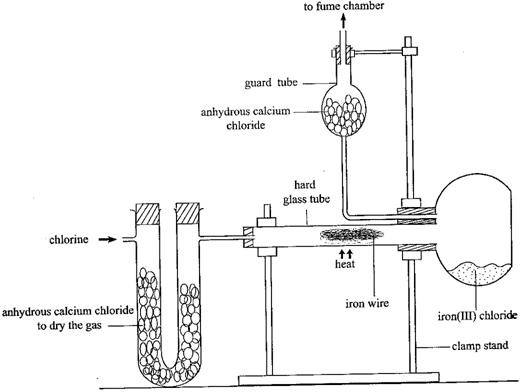 to fume chamber
guard tube
anhydrous calcium
chloride
hard
glass tube
chlorine
heat
iron wire
anhydrous calcium chloride
to dry the gas
iron(III) chloride
clamp stand